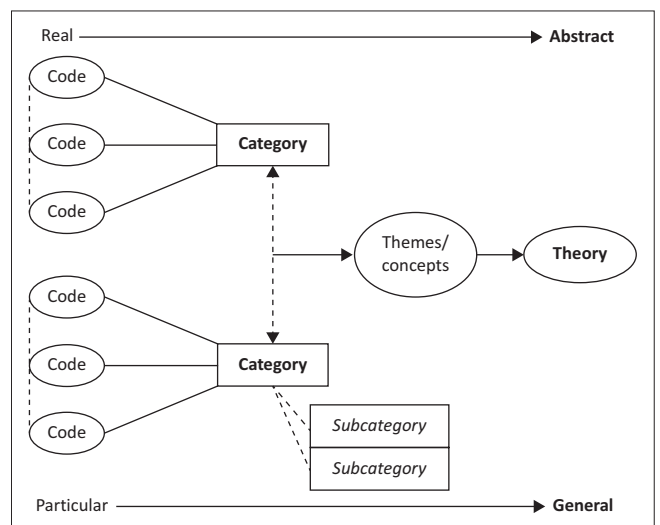 Real Abstract
Code
Code
Category
Code
Themes/
concepts
Theory
Code
Code
Category
Code
Subcategory
Subcategory
Particular General